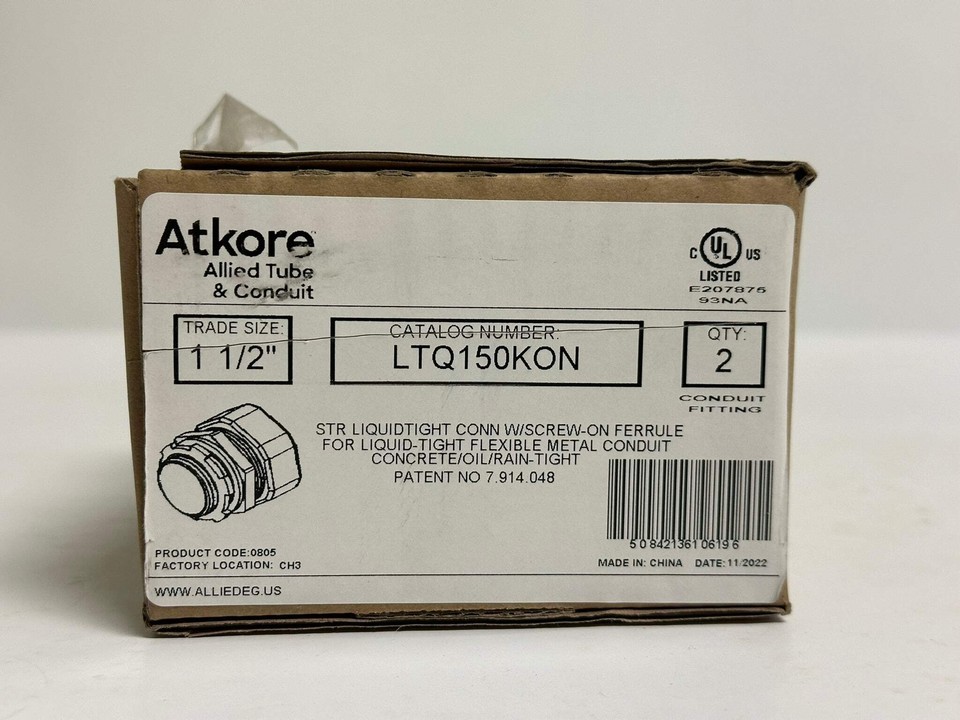 Atkore
Allied Tube
& Conduit
C UL US
LISTED
E207875
93NA
TRADE SIZE:
1 1/2"
CATALOG NUMBER:
LTQ150KON
QTY:
2
CONDUIT
FITTING
STR LIQUIDTIGHT CONN W/SCREW-ON FERRULE
FOR LIQUID-TIGHT FLEXIBLE METAL CONDUIT
CONCRETE/OIL/RAIN-TIGHT
PATENT NO 7.914.048
5 08421361 0619 6
PRODUCT CODE:0805
FACTORY LOCATION: CH3
MADE IN: CHINA DATE: 11/2022
WWW.ALLIEDEG.US